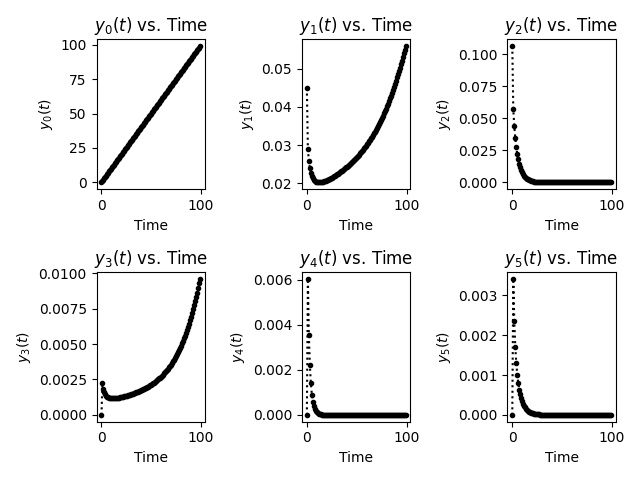 y₀(t) vs. Time
y₁(t) vs. Time
y₂(t) vs. Time
100
75
50
25
0
y₀(t)
0
100
Time
0.05
0.04
0.03
0.02
y₁(t)
0
100
Time
0.100
0.075
0.050
0.025
0.000
y₂(t)
0
100
Time
y₃(t) vs. Time
y₄(t) vs. Time
y₅(t) vs. Time
0.0100
0.0075
0.0050
0.0025
0.0000
y₃(t)
0
100
Time
0.006
0.004
0.002
0.000
y₄(t)
0
100
Time
0.003
0.002
0.001
0.000
y₅(t)
0
100
Time